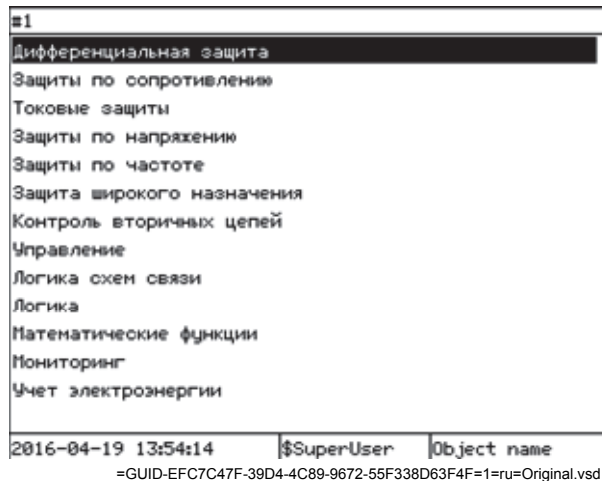 #1
Дифференциальная защита
Защиты по сопротивлению
Токовые защиты
Защиты по напряжению
Защиты по частоте
Защита широкого назначения
Контроль вторичных цепей
Управление
Логика схем связи
Логика
Математические функции
Мониторинг
Учет электроэнергии
2016-04-19 13:54:14 $SuperUser Object name
=GUID-EFC7C47F-39D4-4C89-9672-55F338D63F4F=1=ru=Original.vsd